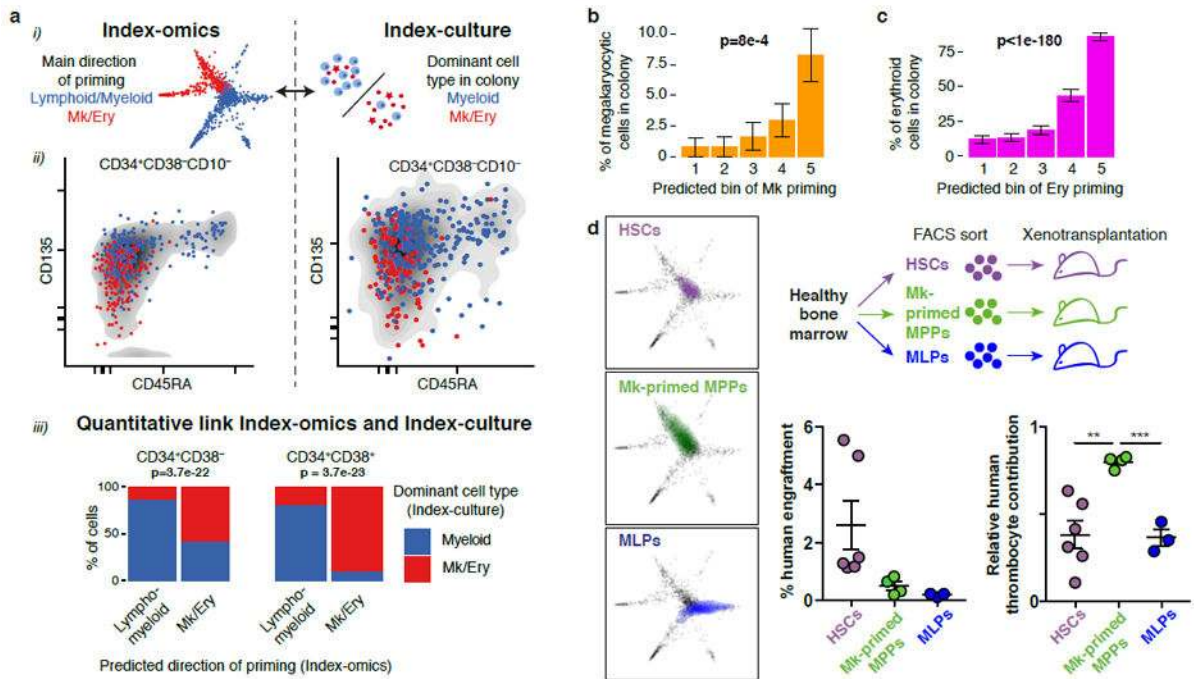 a
Index-omics
Index-culture
i)
Main direction
of priming
Lymphoid/Myeloid
Mk/Ery
Dominant cell
type in colony
Myeloid
Mk/Ery
ii)
CD34⁺CD38⁻CD10⁻
CD34⁺CD38⁻CD10⁻
CD135
CD45RA
CD135
CD45RA
iii)
Quantitative link Index-omics and Index-culture
CD34⁺CD38⁻
p=3.7e-22
CD34⁺CD38⁺
p = 3.7e-23
% of cells
100
50
0
Lympho-
myeloid
Mk/Ery
Lympho-
myeloid
Mk/Ery
Dominant cell type
(Index-culture)
Myeloid
Mk/Ery
Predicted direction of priming (Index-omics)
b
p=8e-4
% of megakaryocytic
cells in colony
10.0
7.5
5.0
2.5
0
1 2 3 4 5
Predicted bin of Mk priming
c
p<1e-180
% of erythroid
cells in colony
75
50
25
0
1 2 3 4 5
Predicted bin of Ery priming
d
HSCs
Mk-primed MPPs
MLPs
FACS sort
Xenotransplantation
Healthy
bone
marrow
HSCs
Mk-
primed
MPPs
MLPs
% human engraftment
6
4
2
0
HSCs
Mk-primed
MPPs
MLPs
Relative human
thrombocyte contribution
1
0.5
0
** ***
HSCs
Mk-primed
MPPs
MLPs